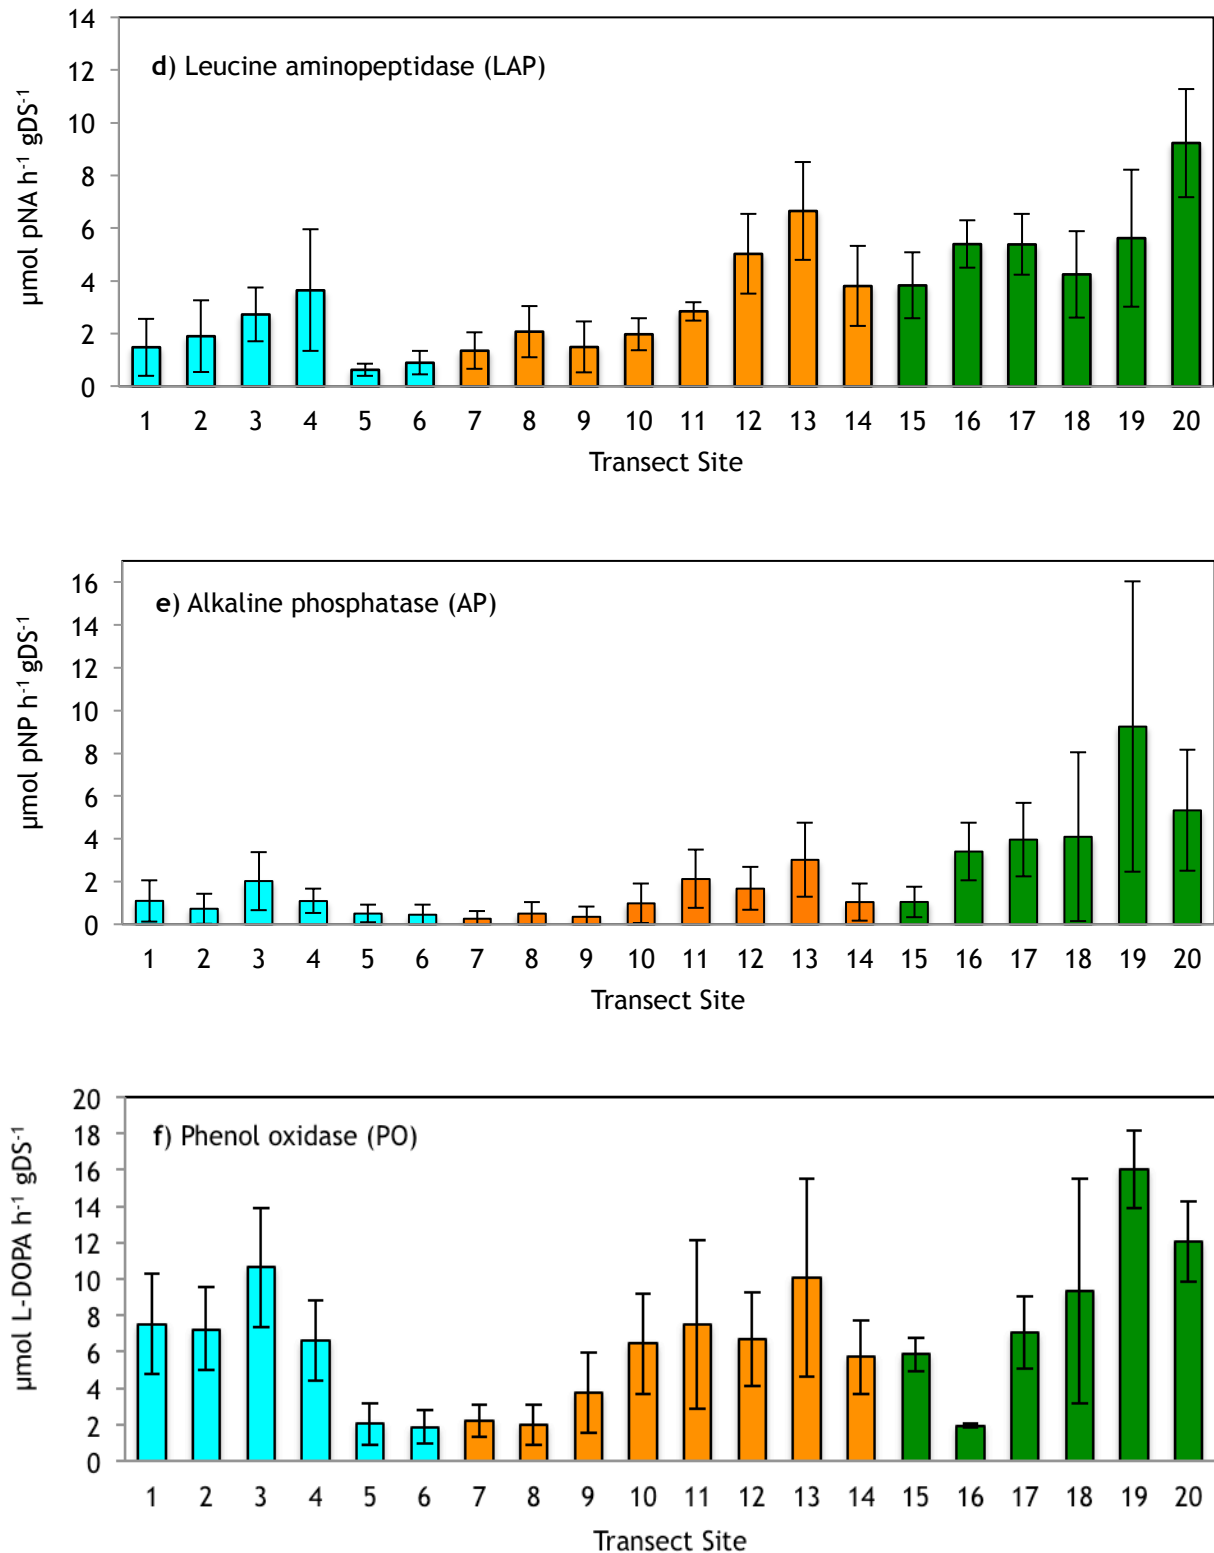 d) Leucine aminopeptidase (LAP)
µmol pNA h⁻¹ gDS⁻¹
14
12
10
8
6
4
2
0
1 2 3 4 5 6 7 8 9 10 11 12 13 14 15 16 17 18 19 20
Transect Site
e) Alkaline phosphatase (AP)
µmol pNP h⁻¹ gDS⁻¹
16
14
12
10
8
6
4
2
0
1 2 3 4 5 6 7 8 9 10 11 12 13 14 15 16 17 18 19 20
Transect Site
f) Phenol oxidase (PO)
µmol L-DOPA h⁻¹ gDS⁻¹
20
18
16
14
12
10
8
6
4
2
0
1 2 3 4 5 6 7 8 9 10 11 12 13 14 15 16 17 18 19 20
Transect Site